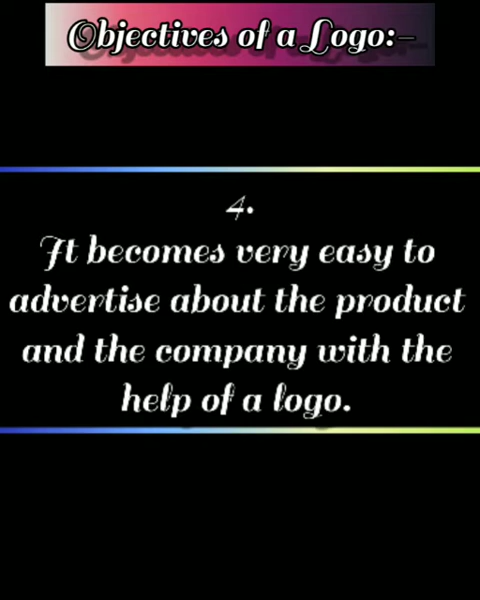 Objectives of a Logo:-
4.
It becomes very easy to
advertise about the product
and the company with the
help of a logo.